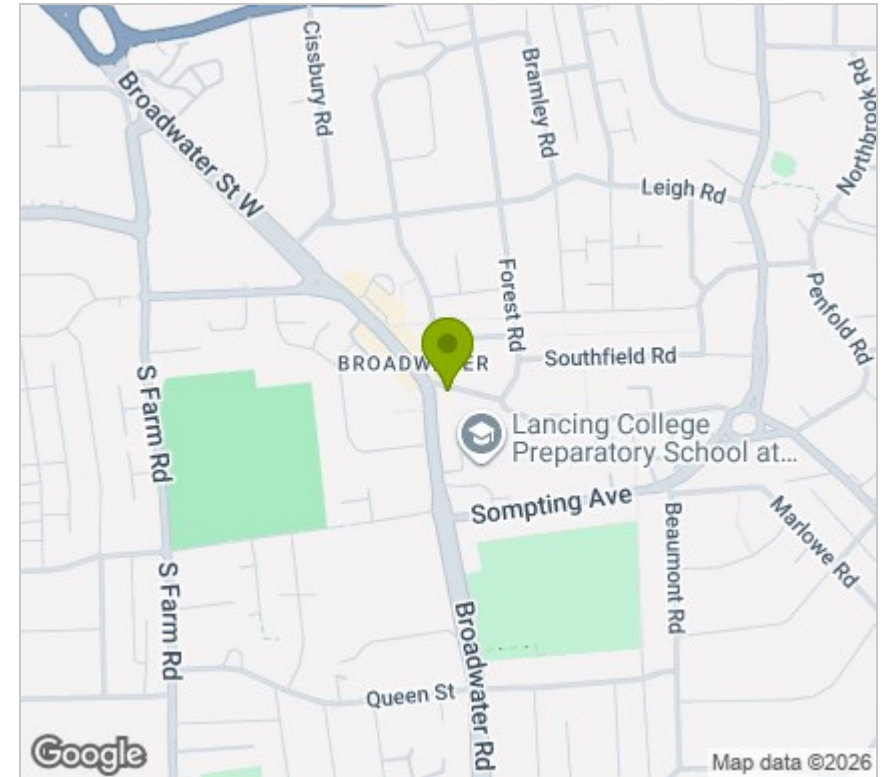 Cissbury Rd
Bramley Rd
Northbrook Rd
Broadwater St W
Leigh Rd
Forest Rd
Penfold Rd
BROADWATER
Southfield Rd
S Farm Rd
Lancing College
Preparatory School at...
Sompting Ave
Beaumont Rd
Marlowe Rd
S Farm Rd
Broadwater Rd
Queen St
Google
Map data ©2026